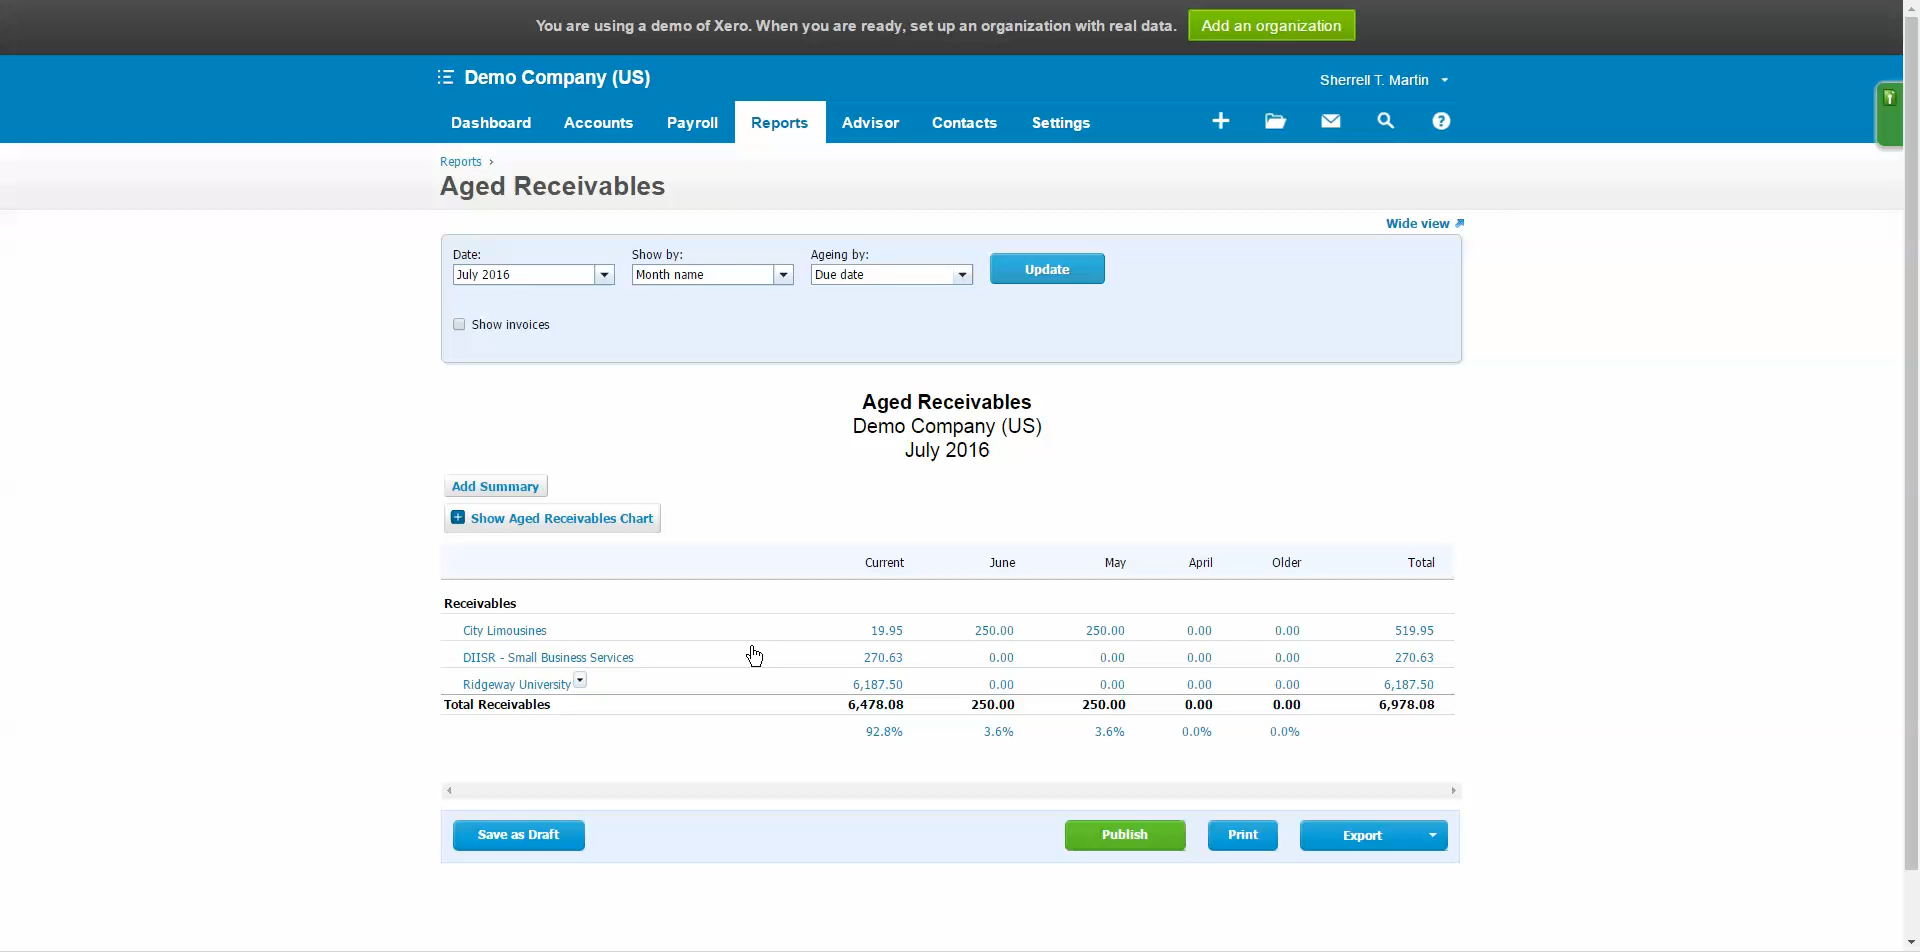 You are using a demo of Xero. When you are ready, set up an organization with real data. Add an organization
Demo Company (US)
Sherrell T. Martin
Dashboard Accounts Payroll Reports Advisor Contacts Settings
Reports ›
Aged Receivables
Wide view
Date: Show by: Ageing by:
July 2016 Month name Due date Update
Show invoices
Aged Receivables
Demo Company (US)
July 2016
Add Summary
Show Aged Receivables Chart
Current June May April Older Total
Receivables
City Limousines 19.95 250.00 250.00 0.00 0.00 519.95
DIISR - Small Business Services 270.63 0.00 0.00 0.00 0.00 270.63
Ridgeway University 6,187.50 0.00 0.00 0.00 0.00 6,187.50
Total Receivables 6,478.08 250.00 250.00 0.00 0.00 6,978.08
92.8% 3.6% 3.6% 0.0% 0.0%
Save as Draft Publish Print Export